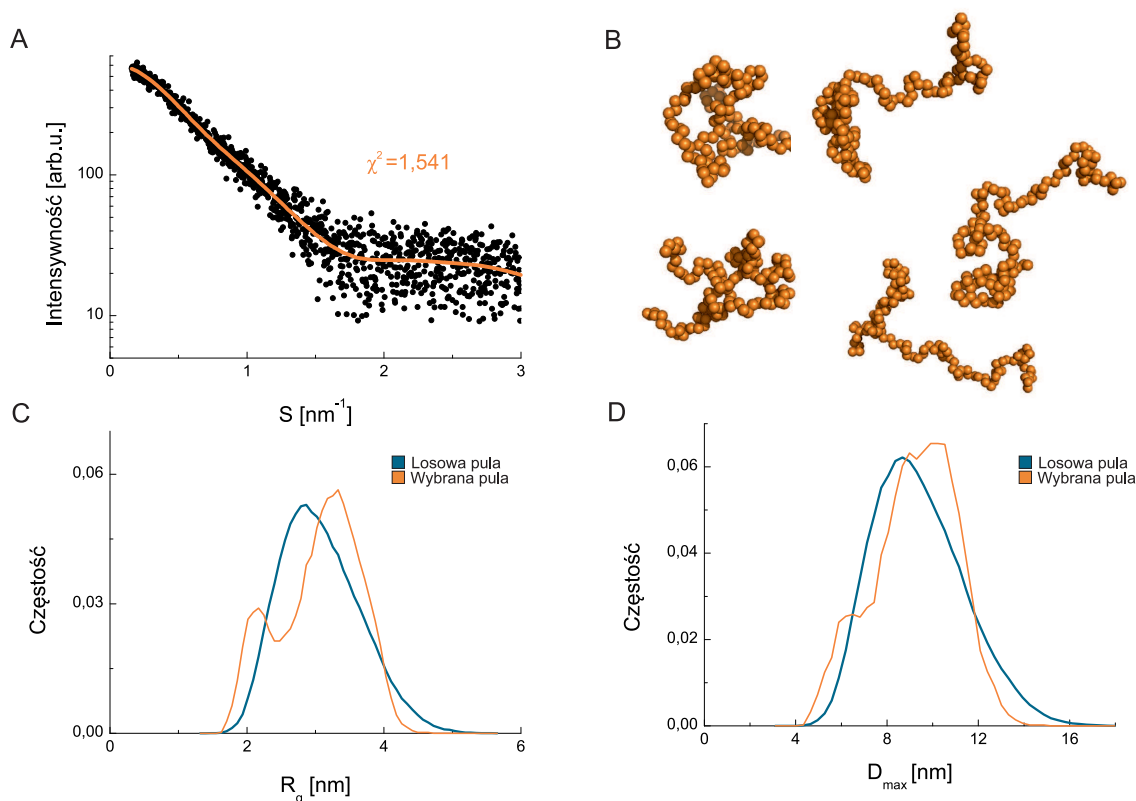 A
B
Intensywność [arb.u.]
100
10
χ²=1,541
0
1
2
3
S [nm⁻¹]
C
D
Częstość
0,06
0,03
0,00
Losowa pula
Wybrana pula
0
2
4
6
R_g [nm]
Częstość
0,06
0,04
0,02
0,00
Losowa pula
Wybrana pula
0
4
8
12
16
D_max [nm]